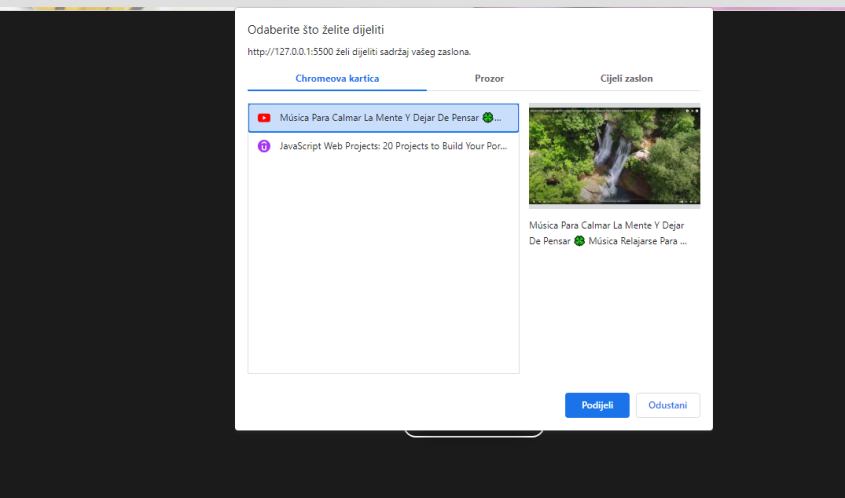 Odaberite što želite dijeliti
http://127.0.0.1:5500 želi dijeliti sadržaj vašeg zaslona.
Chromeova kartica
Prozor
Cijeli zaslon
Música Para Calmar La Mente Y Dejar De Pensar 🍀...
JavaScript Web Projects: 20 Projects to Build Your Por...
Música Para Calmar La Mente Y Dejar
De Pensar 🍀 Música Relajarse Para ...
Podijeli
Odustani